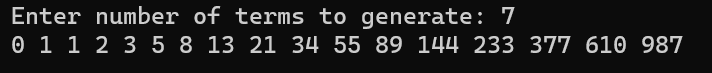 Enter number of terms to generate: 7
0 1 1 2 3 5 8 13 21 34 55 89 144 233 377 610 987